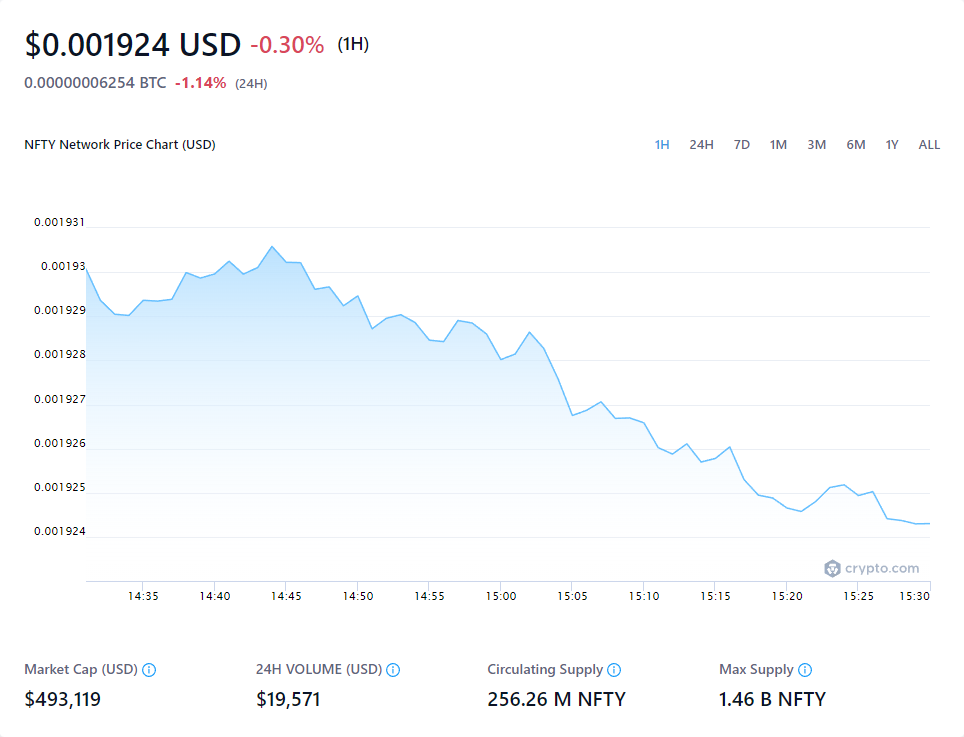 $0.001924 USD -0.30% (1H)
0.00000006254 BTC -1.14% (24H)
NFTY Network Price Chart (USD)
1H 24H 7D 1M 3M 6M 1Y ALL
0.001931
0.00193
0.001929
0.001928
0.001927
0.001926
0.001925
0.001924
crypto.com
14:35 14:40 14:45 14:50 14:55 15:00 15:05 15:10 15:15 15:20 15:25 15:30
Market Cap (USD) 24H VOLUME (USD) Circulating Supply Max Supply
$493,119 $19,571 256.26 M NFTY 1.46 B NFTY